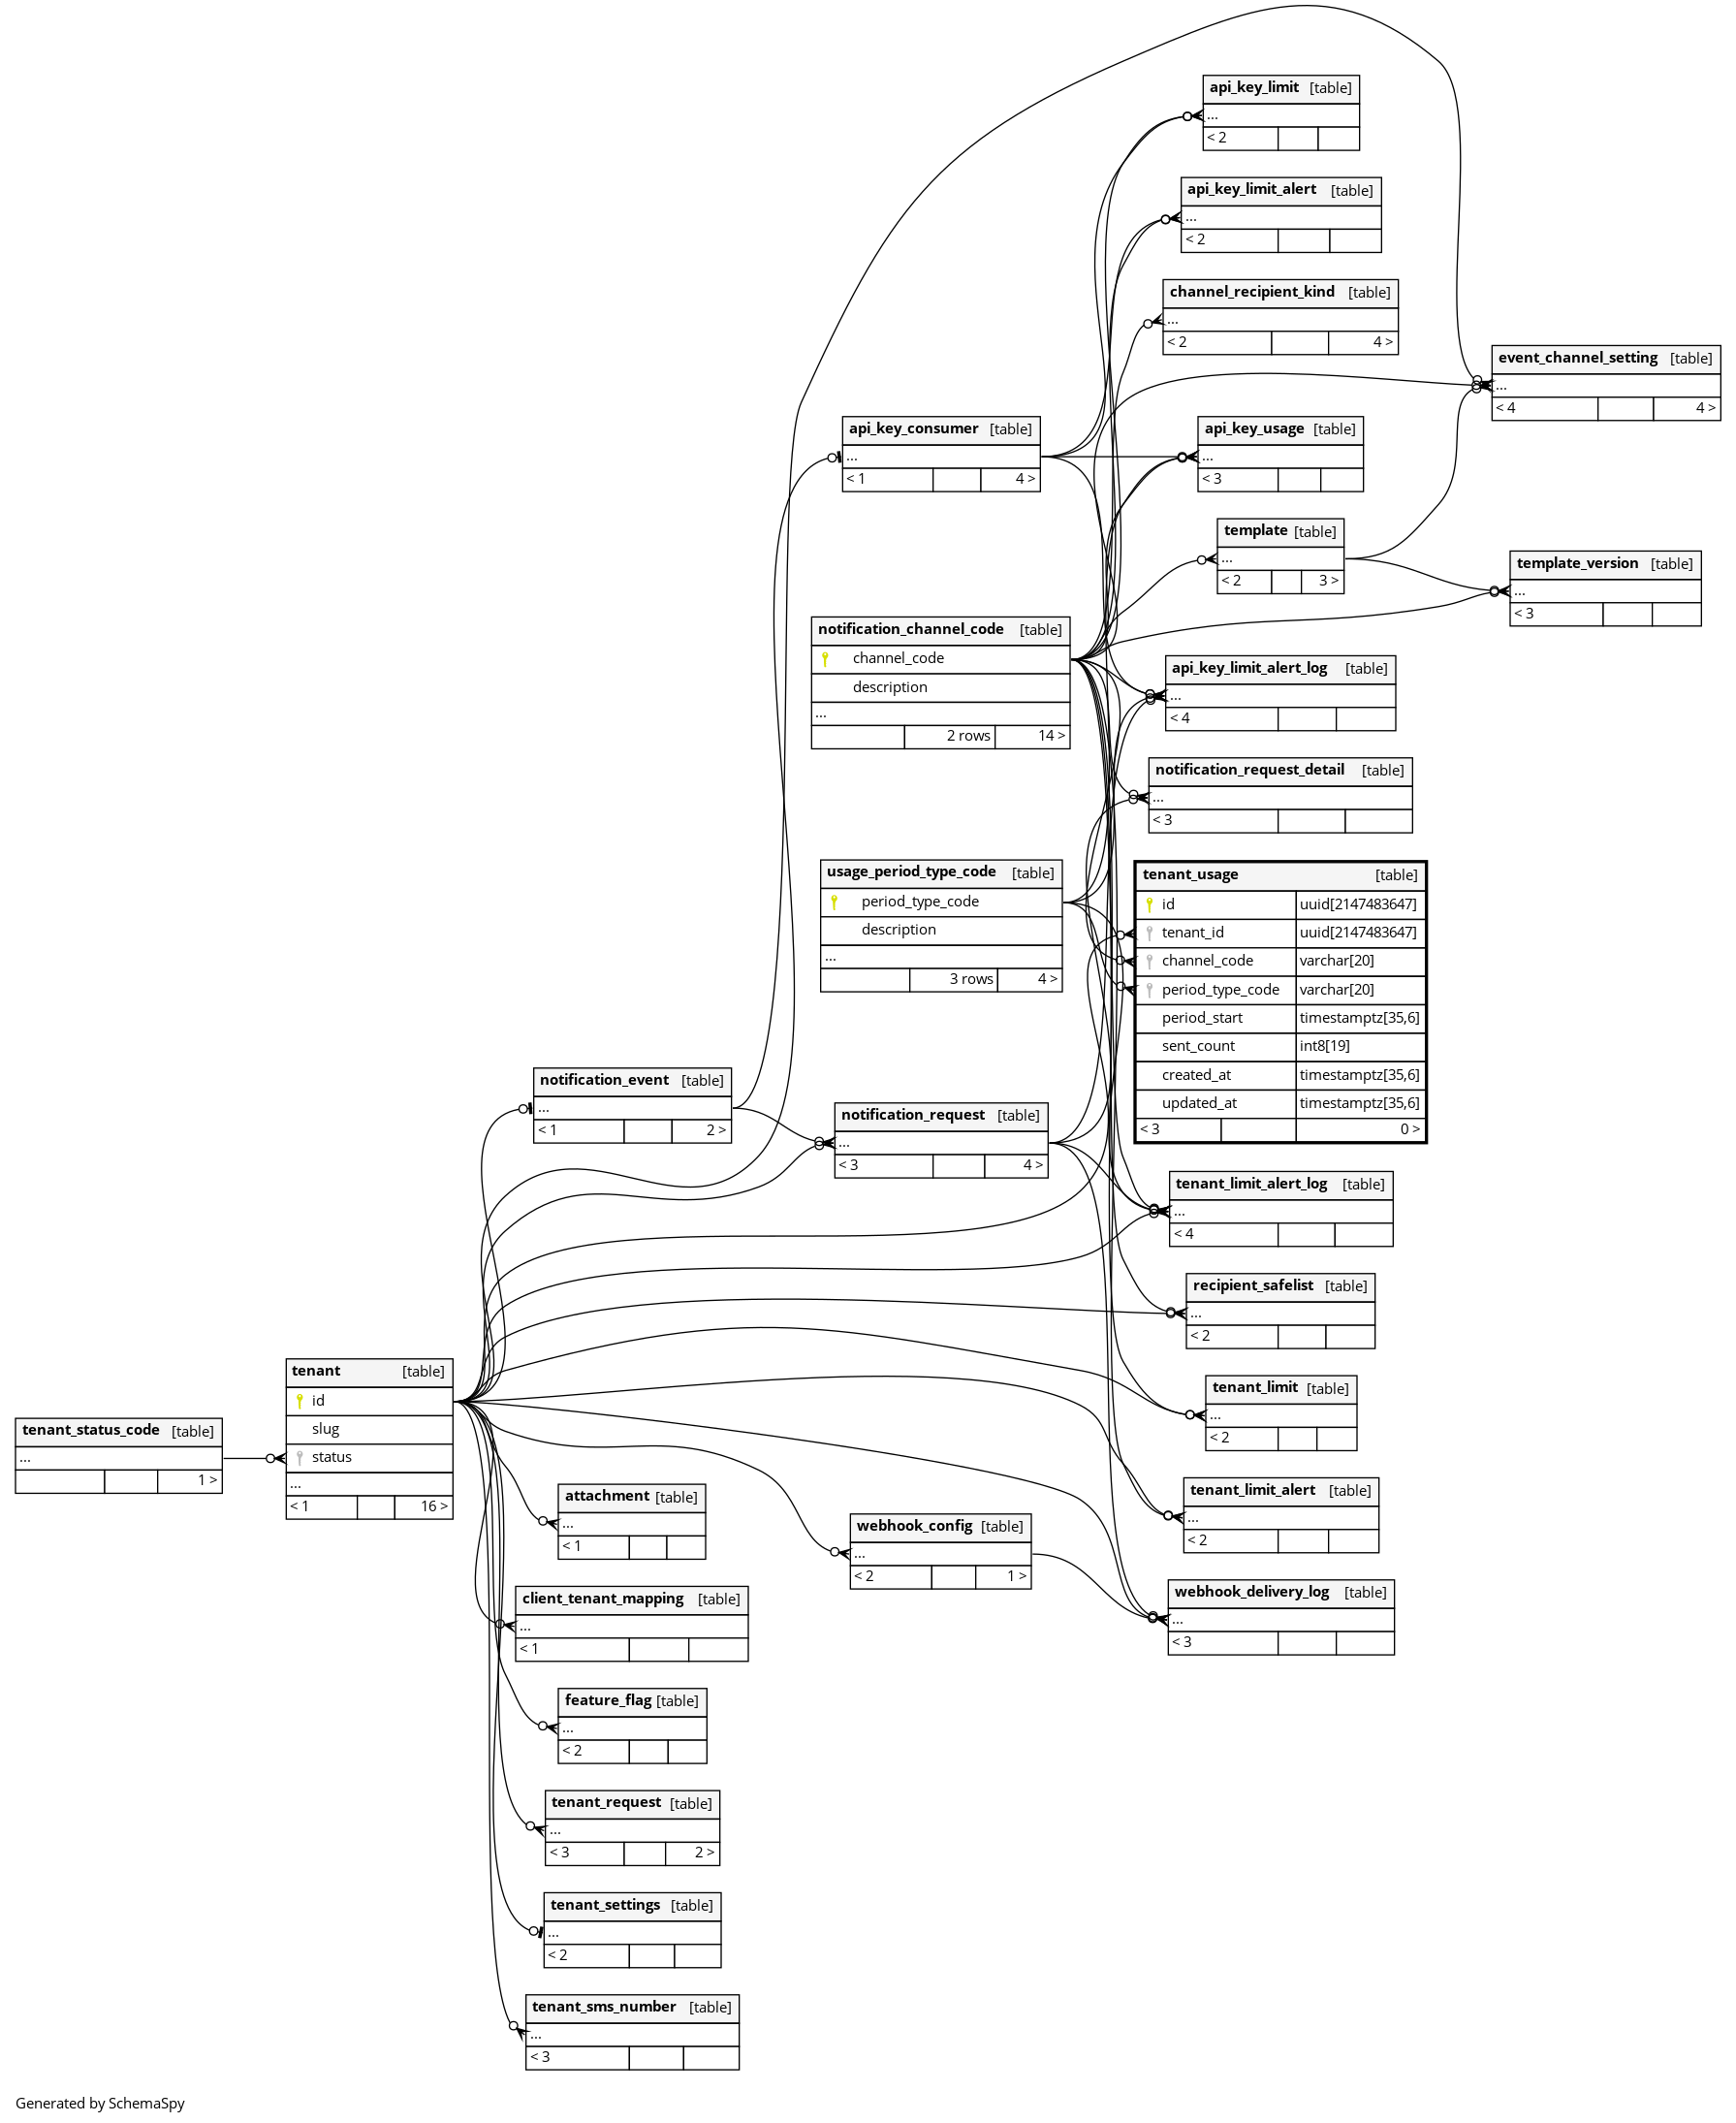 api_key_limit [table]
...
< 2
api_key_limit_alert [table]
...
< 2
channel_recipient_kind [table]
...
< 2 4 >
event_channel_setting [table]
...
< 4 4 >
api_key_consumer [table]
...
< 1 4 >
api_key_usage [table]
...
< 3
template [table]
...
< 2 3 >
template_version [table]
...
< 3
notification_channel_code [table]
channel_code
description
...
2 rows 14 >
api_key_limit_alert_log [table]
...
< 4
notification_request_detail [table]
...
< 3
usage_period_type_code [table]
period_type_code
description
...
3 rows 4 >
tenant_usage [table]
id uuid[2147483647]
tenant_id uuid[2147483647]
channel_code varchar[20]
period_type_code varchar[20]
period_start timestamptz[35,6]
sent_count int8[19]
created_at timestamptz[35,6]
updated_at timestamptz[35,6]
< 3 0 >
notification_event [table]
...
< 1 2 >
notification_request [table]
...
< 3 4 >
tenant_limit_alert_log [table]
...
< 4
recipient_safelist [table]
...
< 2
tenant [table]
id
slug
status
...
< 1 16 >
tenant_status_code [table]
...
1 >
tenant_limit [table]
...
< 2
tenant_limit_alert [table]
...
< 2
attachment [table]
...
< 1
webhook_config [table]
...
< 2 1 >
webhook_delivery_log [table]
...
< 3
client_tenant_mapping [table]
...
< 1
feature_flag [table]
...
< 2
tenant_request [table]
...
< 3 2 >
tenant_settings [table]
...
< 2
tenant_sms_number [table]
...
< 3
Generated by SchemaSpy